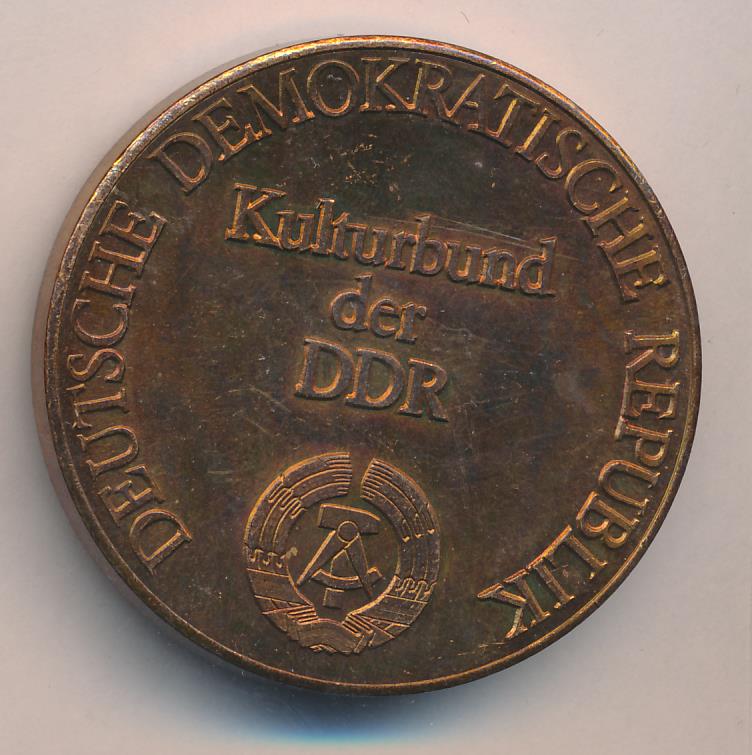 DEUTSCHE DEMOKRATISCHE REPUBLIK
Kulturbund
der
DDR